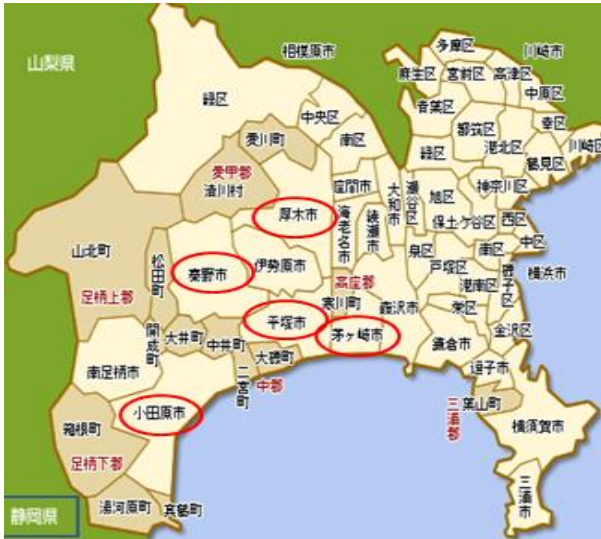 山梨県
相模原市
多摩区
川崎市
麻生区
宮前区
高津区
中原区
緑区
中央区
青葉区
都筑区
港北区
幸区
川崎区
愛川町
南区
緑区
鶴見区
愛甲郡
清川村
座間市
大和市
瀬谷区
旭区
神奈川区
厚木市
海老名市
綾瀬市
保土ケ谷区
西区
中区
山北町
松田町
秦野市
伊勢原市
泉区
戸塚区
南区
磯子区
横浜市
足柄上郡
高座郡
寒川町
藤沢市
港南区
栄区
金沢区
開成町
大井町
中井町
平塚市
茅ヶ崎市
鎌倉市
逗子市
南足柄市
大磯町
二宮町
中郡
葉山町
三浦郡
横須賀市
小田原市
箱根町
足柄下郡
三浦市
静岡県
湯河原町
真鶴町